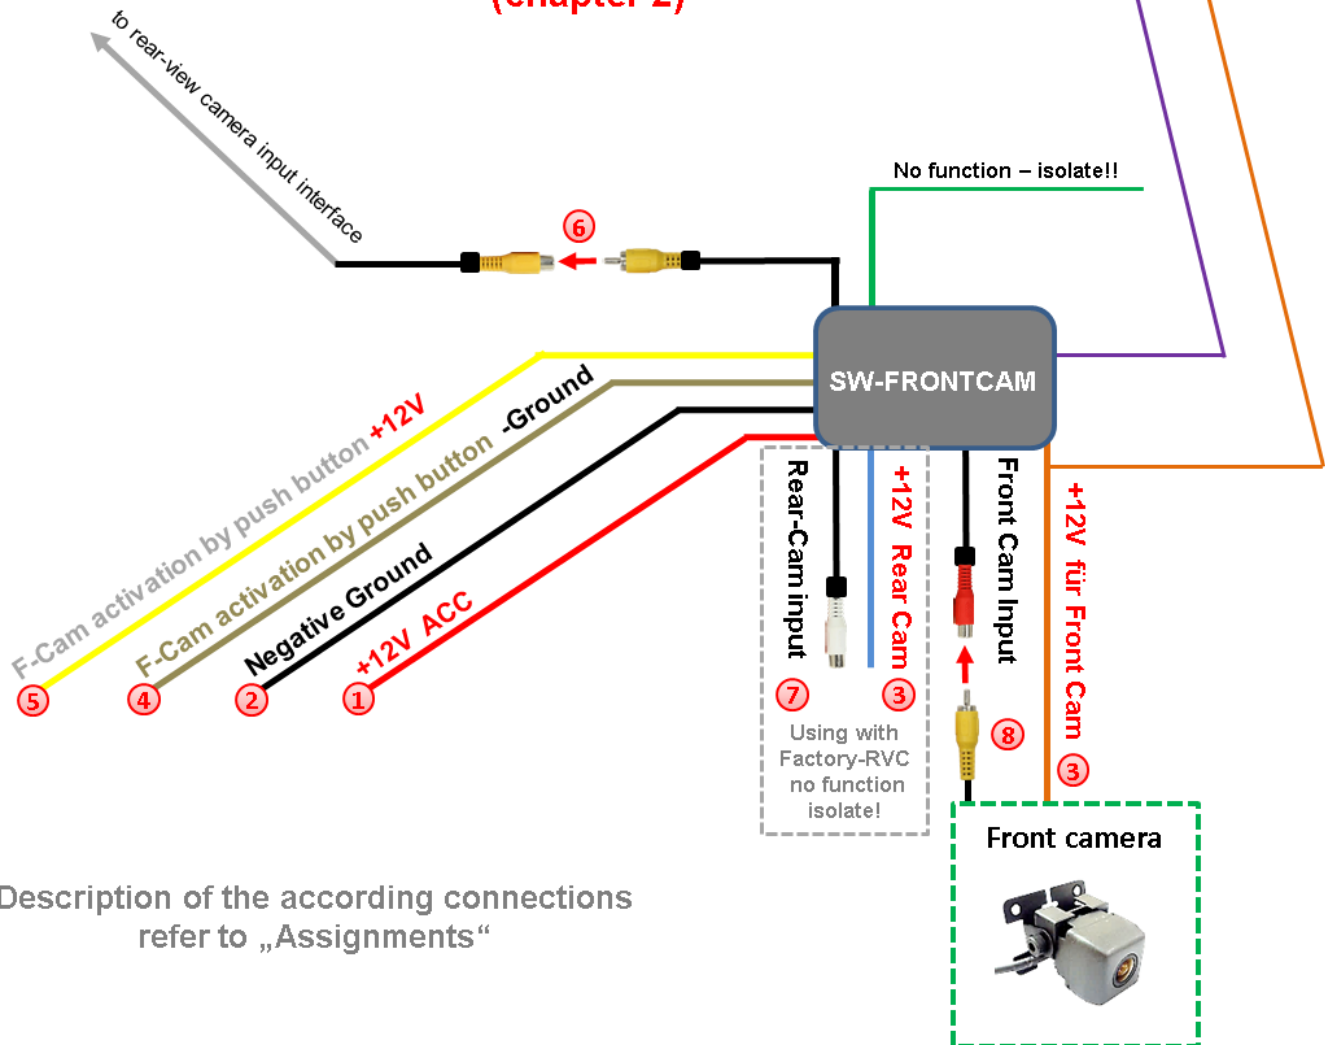 (chapter 2)
to rear-view camera input interface
No function – isolate!!
6
SW-FRONTCAM
F-Cam activation by push button +12V
F-Cam activation by push button -Ground
Negative Ground
+12V ACC
5
4
2
1
Rear-Cam input
+12V Rear Cam
Front Cam Input
+12V für Front Cam
7
3
8
3
Using with
Factory-RVC
no function
isolate!
Front camera
Description of the according connections
refer to „Assignments“